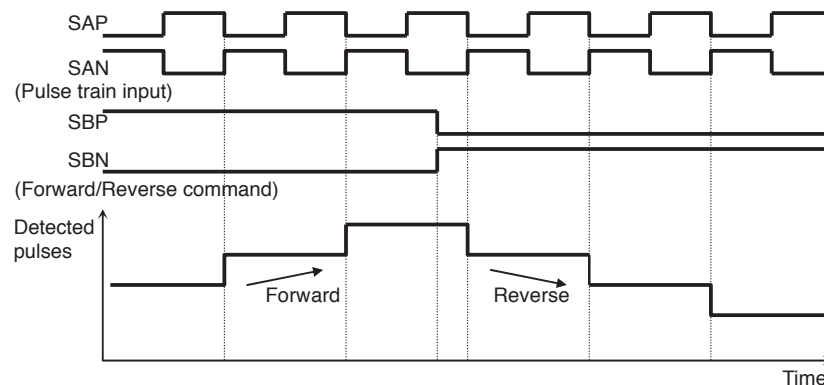 SAP
SAN
(Pulse train input)
SBP
SBN
(Forward/Reverse command)
Detected
pulses
Forward
Reverse
Time